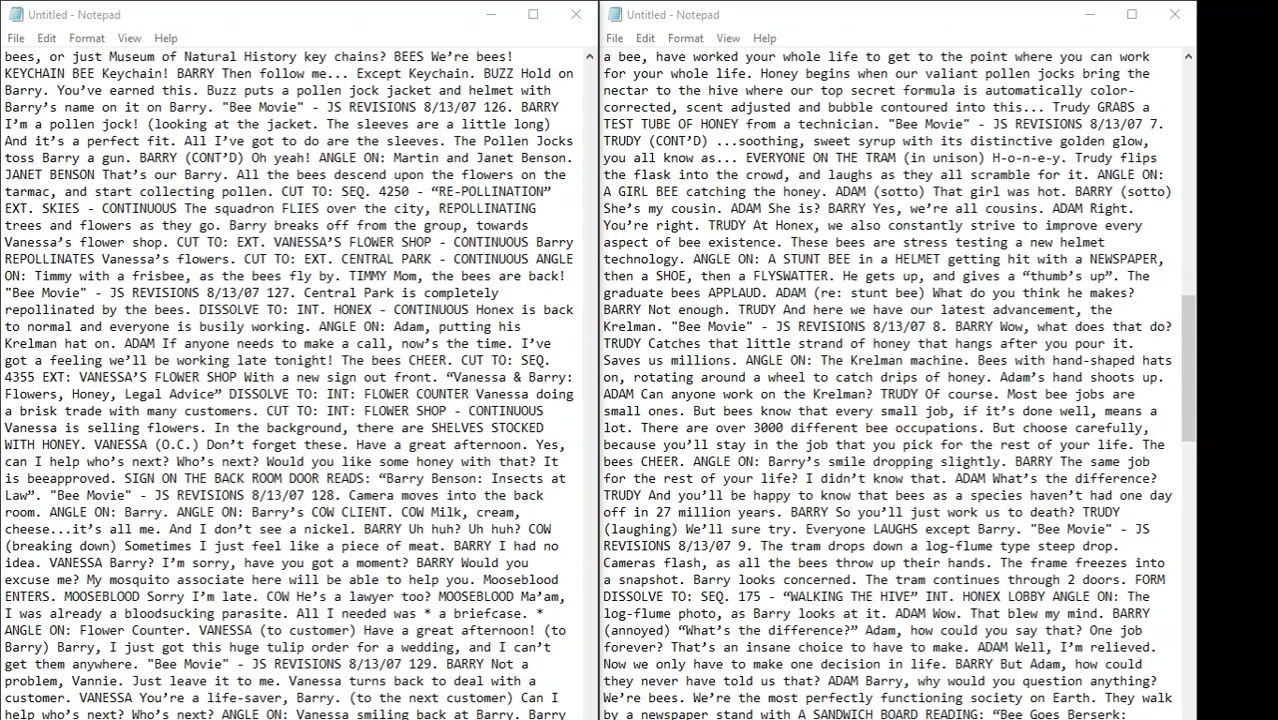 Untitled - Notepad
File Edit Format View Help
bees, or just Museum of Natural History key chains? BEES We’re bees!
KEYCHAIN BEE Keychain! BARRY Then follow me... Except Keychain. BUZZ Hold on
Barry. You’ve earned this. Buzz puts a pollen jock jacket and helmet with
Barry’s name on it on Barry. "Bee Movie" - JS REVISIONS 8/13/07 126. BARRY
I’m a pollen jock! (looking at the jacket. The sleeves are a little long)
And it’s a perfect fit. All I’ve got to do are the sleeves. The Pollen Jocks
toss Barry a gun. BARRY (CONT’D) Oh yeah! ANGLE ON: Martin and Janet Benson.
JANET BENSON That’s our Barry. All the bees descend upon the flowers on the
tarmac, and start collecting pollen. CUT TO: SEQ. 4250 - “RE-POLLINATION”
EXT. SKIES - CONTINUOUS The squadron FLIES over the city, REPOLLINATING
trees and flowers as they go. Barry breaks off from the group, towards
Vanessa’s flower shop. CUT TO: EXT. VANESSA’S FLOWER SHOP - CONTINUOUS Barry
REPOLLINATES Vanessa’s flowers. CUT TO: EXT. CENTRAL PARK - CONTINUOUS ANGLE
ON: Timmy with a frisbee, as the bees fly by. TIMMY Mom, the bees are back!
"Bee Movie" - JS REVISIONS 8/13/07 127. Central Park is completely
repollinated by the bees. DISSOLVE TO: INT. HONEX - CONTINUOUS Honex is back
to normal and everyone is busily working. ANGLE ON: Adam, putting his
Krelman hat on. ADAM If anyone needs to make a call, now’s the time. I’ve
got a feeling we’ll be working late tonight! The bees CHEER. CUT TO: SEQ.
4355 EXT: VANESSA’S FLOWER SHOP With a new sign out front. “Vanessa & Barry:
Flowers, Honey, Legal Advice” DISSOLVE TO: INT: FLOWER COUNTER Vanessa doing
a brisk trade with many customers. CUT TO: INT: FLOWER SHOP - CONTINUOUS
Vanessa is selling flowers. In the background, there are SHELVES STOCKED
WITH HONEY. VANESSA (O.C.) Don’t forget these. Have a great afternoon. Yes,
can I help who’s next? Who’s next? Would you like some honey with that? It
is beeapproved. SIGN ON THE BACK ROOM DOOR READS: “Barry Benson: Insects at
Law”. "Bee Movie" - JS REVISIONS 8/13/07 128. Camera moves into the back
room. ANGLE ON: Barry. ANGLE ON: Barry’s COW CLIENT. COW Milk, cream,
cheese...it’s all me. And I don’t see a nickel. BARRY Uh huh? Uh huh? COW
(breaking down) Sometimes I just feel like a piece of meat. BARRY I had no
idea. VANESSA Barry? I’m sorry, have you got a moment? BARRY Would you
excuse me? My mosquito associate here will be able to help you. Mooseblood
ENTERS. MOOSEBLOOD Sorry I’m late. COW He’s a lawyer too? MOOSEBLOOD Ma’am,
I was already a bloodsucking parasite. All I needed was * a briefcase. *
ANGLE ON: Flower Counter. VANESSA (to customer) Have a great afternoon! (to
Barry) Barry, I just got this huge tulip order for a wedding, and I can’t
get them anywhere. "Bee Movie" - JS REVISIONS 8/13/07 129. BARRY Not a
problem, Vannie. Just leave it to me. Vanessa turns back to deal with a
customer. VANESSA You’re a life-saver, Barry. (to the next customer) Can I
help who’s next? Who’s next? ANGLE ON: Vanessa smiling back at Barry. Barry
Untitled - Notepad
File Edit Format View Help
a bee, have worked your whole life to get to the point where you can work
for your whole life. Honey begins when our valiant pollen jocks bring the
nectar to the hive where our top secret formula is automatically color-
corrected, scent adjusted and bubble contoured into this... Trudy GRABS a
TEST TUBE OF HONEY from a technician. "Bee Movie" - JS REVISIONS 8/13/07 7.
TRUDY (CONT’D) ...soothing, sweet syrup with its distinctive golden glow,
you all know as... EVERYONE ON THE TRAM (in unison) H-o-n-e-y. Trudy flips
the flask into the crowd, and laughs as they all scramble for it. ANGLE ON:
A GIRL BEE catching the honey. ADAM (sotto) That girl was hot. BARRY (sotto)
She’s my cousin. ADAM She is? BARRY Yes, we’re all cousins. ADAM Right.
You’re right. TRUDY At Honex, we also constantly strive to improve every
aspect of bee existence. These bees are stress testing a new helmet
technology. ANGLE ON: A STUNT BEE in a HELMET getting hit with a NEWSPAPER,
then a SHOE, then a FLYSWATTER. He gets up, and gives a “thumb’s up”. The
graduate bees APPLAUD. ADAM (re: stunt bee) What do you think he makes?
BARRY Not enough. TRUDY And here we have our latest advancement, the
Krelman. "Bee Movie" - JS REVISIONS 8/13/07 8. BARRY Wow, what does that do?
TRUDY Catches that little strand of honey that hangs after you pour it.
Saves us millions. ANGLE ON: The Krelman machine. Bees with hand-shaped hats
on, rotating around a wheel to catch drips of honey. Adam’s hand shoots up.
ADAM Can anyone work on the Krelman? TRUDY Of course. Most bee jobs are
small ones. But bees know that every small job, if it’s done well, means a
lot. There are over 3000 different bee occupations. But choose carefully,
because you’ll stay in the job that you pick for the rest of your life. The
bees CHEER. ANGLE ON: Barry’s smile dropping slightly. BARRY The same job
for the rest of your life? I didn’t know that. ADAM What’s the difference?
TRUDY And you’ll be happy to know that bees as a species haven’t had one day
off in 27 million years. BARRY So you’ll just work us to death? TRUDY
(laughing) We’ll sure try. Everyone LAUGHS except Barry. "Bee Movie" - JS
REVISIONS 8/13/07 9. The tram drops down a log-flume type steep drop.
Cameras flash, as all the bees throw up their hands. The frame freezes into
a snapshot. Barry looks concerned. The tram continues through 2 doors. FORM
DISSOLVE TO: SEQ. 175 - “WALKING THE HIVE” INT. HONEX LOBBY ANGLE ON: The
log-flume photo, as Barry looks at it. ADAM Wow. That blew my mind. BARRY
(annoyed) “What’s the difference?” Adam, how could you say that? One job
forever? That’s an insane choice to have to make. ADAM Well, I’m relieved.
Now we only have to make one decision in life. BARRY But Adam, how could
they never have told us that? ADAM Barry, why would you question anything?
We’re bees. We’re the most perfectly functioning society on Earth. They walk
by a newspaper stand with A SANDWICH BOARD READING: “Bee Goes Berserk: